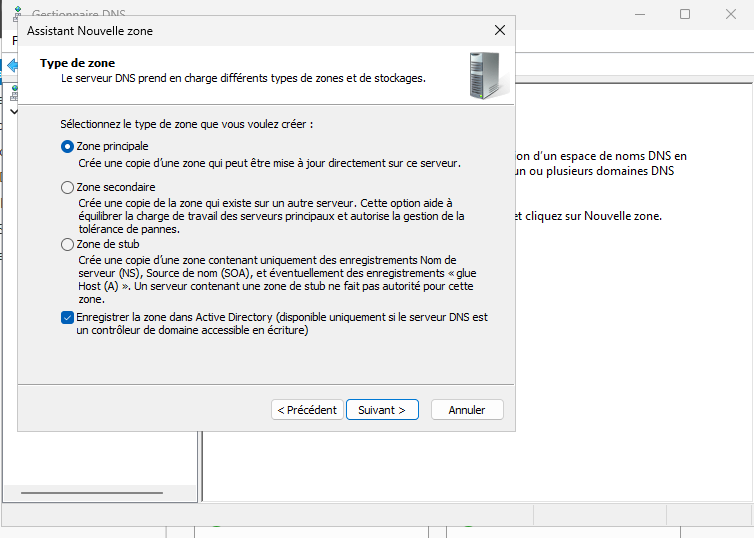 Gestionnaire DNS
Assistant Nouvelle zone
Type de zone
Le serveur DNS prend en charge différents types de zones et de stockages.
Sélectionnez le type de zone que vous voulez créer :
Zone principale
Crée une copie d'une zone qui peut être mise à jour directement sur ce serveur.
Zone secondaire
Crée une copie de la zone qui existe sur un autre serveur. Cette option aide à
équilibrer la charge de travail des serveurs principaux et autorise la gestion de la
tolérance de pannes.
Zone de stub
Crée une copie d'une zone contenant uniquement des enregistrements Nom de
serveur (NS), Source de nom (SOA), et éventuellement des enregistrements « glue
Host (A) ». Un serveur contenant une zone de stub ne fait pas autorité pour cette
zone.
Enregistrer la zone dans Active Directory (disponible uniquement si le serveur DNS est
un contrôleur de domaine accessible en écriture)
< Précédent
Suivant >
Annuler
d'un espace de noms DNS en
un ou plusieurs domaines DNS
et cliquez sur Nouvelle zone.